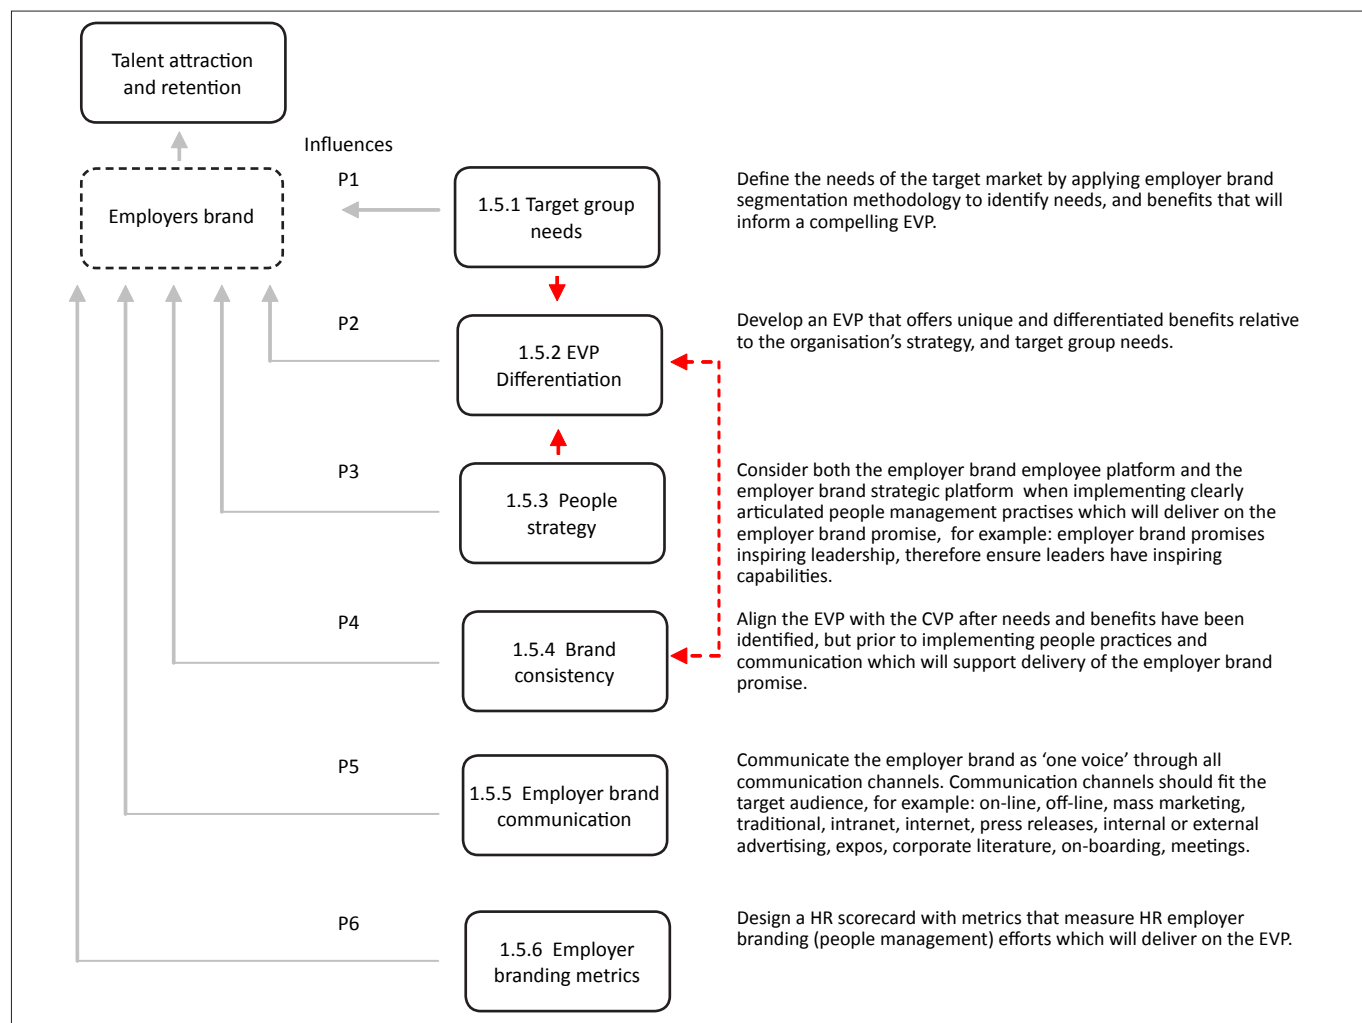 Talent attraction
and retention
Influences
Employers brand
P1
1.5.1 Target group
needs
Define the needs of the target market by applying employer brand
segmentation methodology to identify needs, and benefits that will
inform a compelling EVP.
P2
1.5.2 EVP
Differentiation
Develop an EVP that offers unique and differentiated benefits relative
to the organisation’s strategy, and target group needs.
P3
1.5.3 People
strategy
Consider both the employer brand employee platform and the
employer brand strategic platform when implementing clearly
articulated people management practises which will deliver on the
employer brand promise, for example: employer brand promises
inspiring leadership, therefore ensure leaders have inspiring
capabilities.
P4
1.5.4 Brand
consistency
Align the EVP with the CVP after needs and benefits have been
identified, but prior to implementing people practices and
communication which will support delivery of the employer brand
promise.
P5
1.5.5 Employer brand
communication
Communicate the employer brand as ‘one voice’ through all
communication channels. Communication channels should fit the
target audience, for example: on-line, off-line, mass marketing,
traditional, intranet, internet, press releases, internal or external
advertising, expos, corporate literature, on-boarding, meetings.
P6
1.5.6 Employer
branding metrics
Design a HR scorecard with metrics that measure HR employer
branding (people management) efforts which will deliver on the EVP.